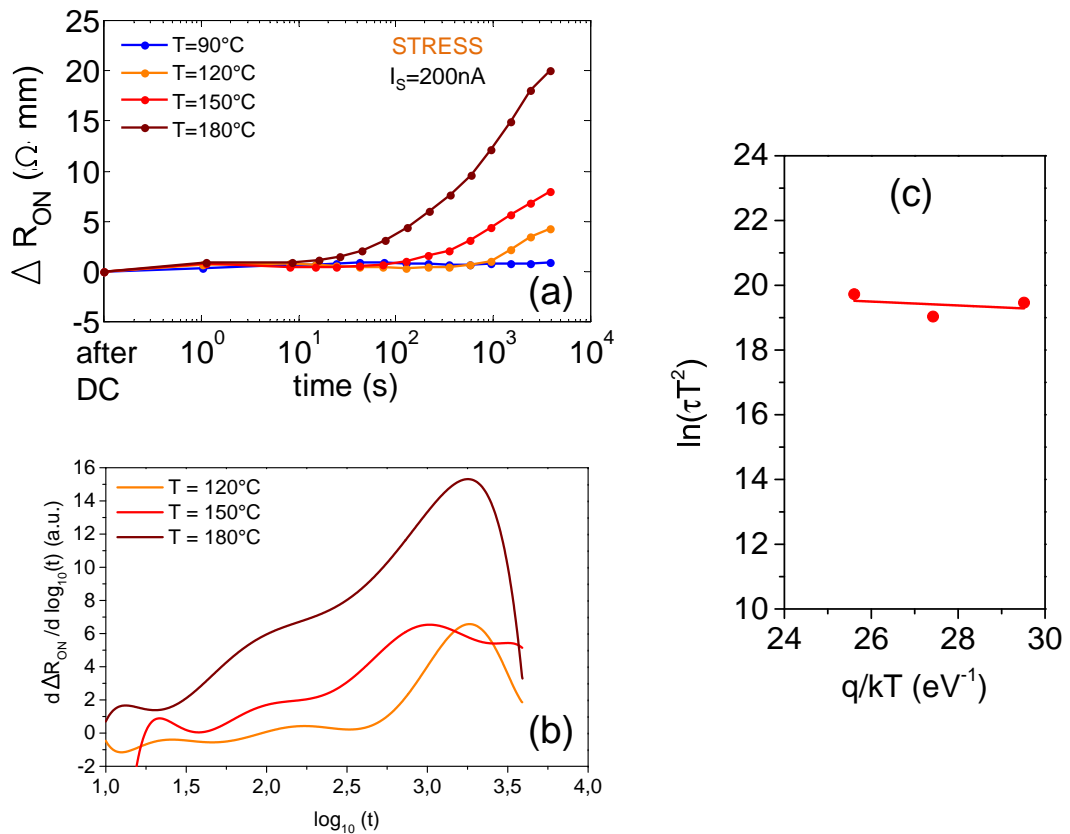 25
20
15
10
5
0
-5
Δ R_ON (Ω· mm)
T=90°C
T=120°C
T=150°C
T=180°C
STRESS
I_S=200nA
(a)
after
DC
10^0 10^1 10^2 10^3 10^4
time (s)
16
14
12
10
8
6
4
2
0
-2
d ΔR_ON /d log_10(t) (a.u.)
T = 120°C
T = 150°C
T = 180°C
(b)
1,0 1,5 2,0 2,5 3,0 3,5 4,0
log_10 (t)
24
22
20
18
16
14
12
10
ln(τT^2)
(c)
24 26 28 30
q/kT (eV^-1)